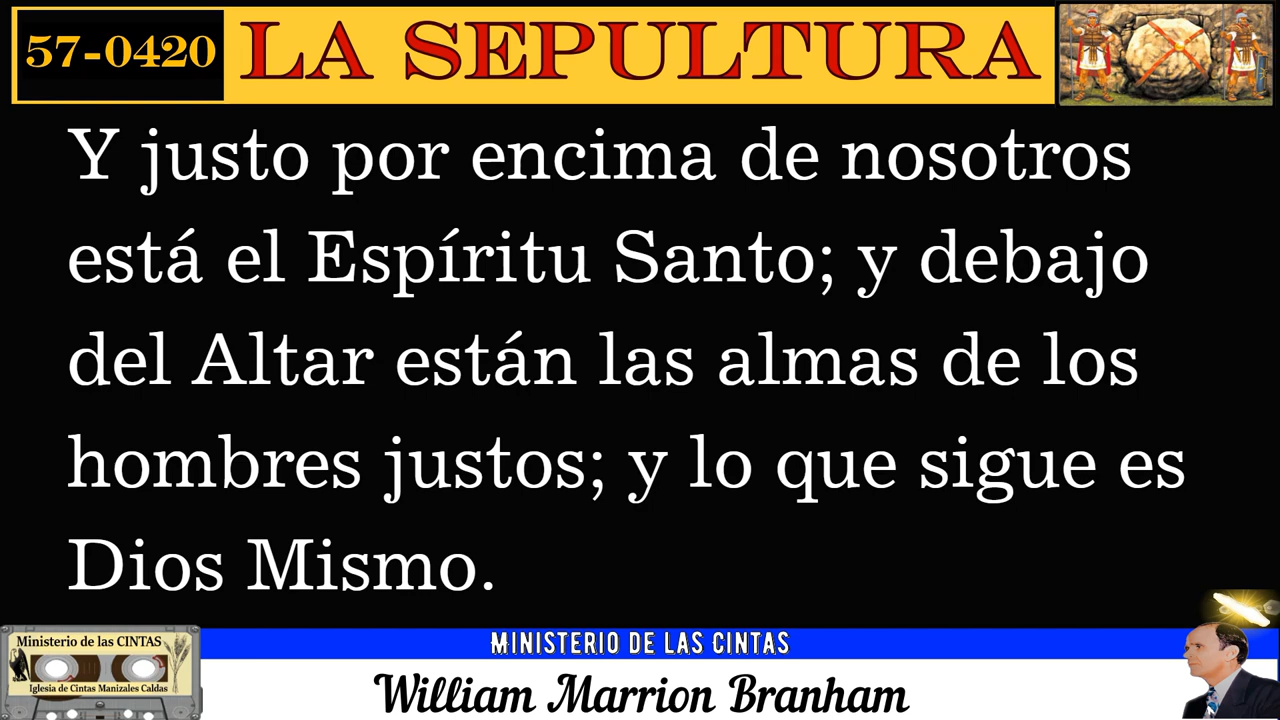 57-0420 LA SEPULTURA
Y justo por encima de nosotros
está el Espíritu Santo; y debajo
del Altar están las almas de los
hombres justos; y lo que sigue es
Dios Mismo.
Ministerio de las CINTAS
Iglesia de Cintas Manizales Caldas
MINISTERIO DE LAS CINTAS
William Marrion Branham